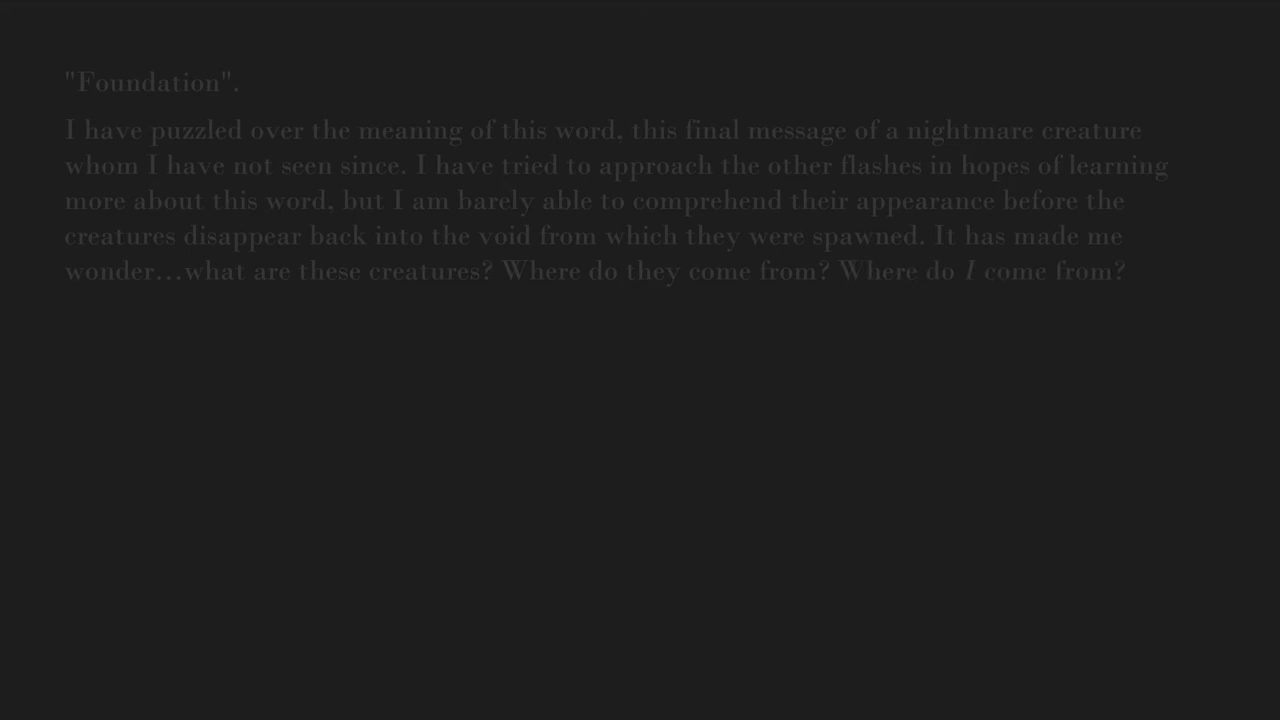 "Foundation".
I have puzzled over the meaning of this word, this final message of a nightmare creature
whom I have not seen since. I have tried to approach the other flashes in hopes of learning
more about this word, but I am barely able to comprehend their appearance before the
creatures disappear back into the void from which they were spawned. It has made me
wonder...what are these creatures? Where do they come from? Where do I come from?